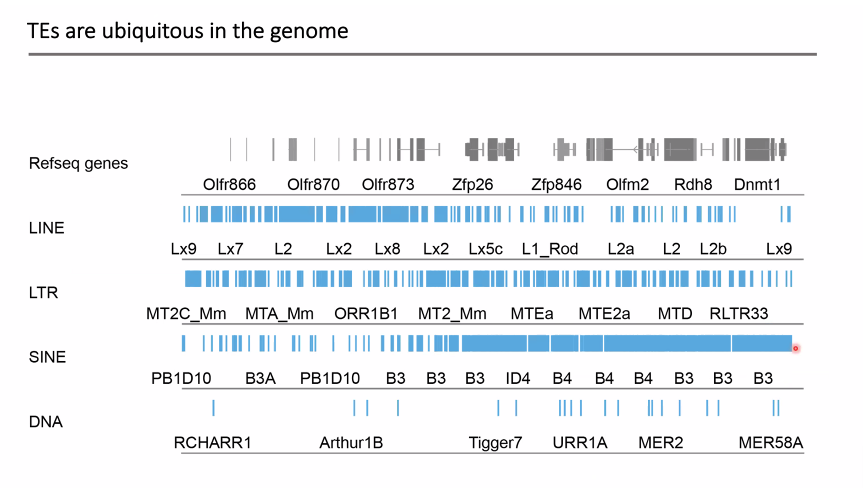 TEs are ubiquitous in the genome
Refseq genes
Olfr866 Olfr870 Olfr873 Zfp26 Zfp846 Olfm2 Rdh8 Dnmt1
LINE
Lx9 Lx7 L2 Lx2 Lx8 Lx2 Lx5c L1_Rod L2a L2 L2b Lx9
LTR
MT2C_Mm MTA_Mm ORR1B1 MT2_Mm MTEa MTE2a MTD RLTR33
SINE
PB1D10 B3A PB1D10 B3 B3 B3 ID4 B4 B4 B4 B3 B3 B3
DNA
RCHARR1 Arthur1B Tigger7 URR1A MER2 MER58A